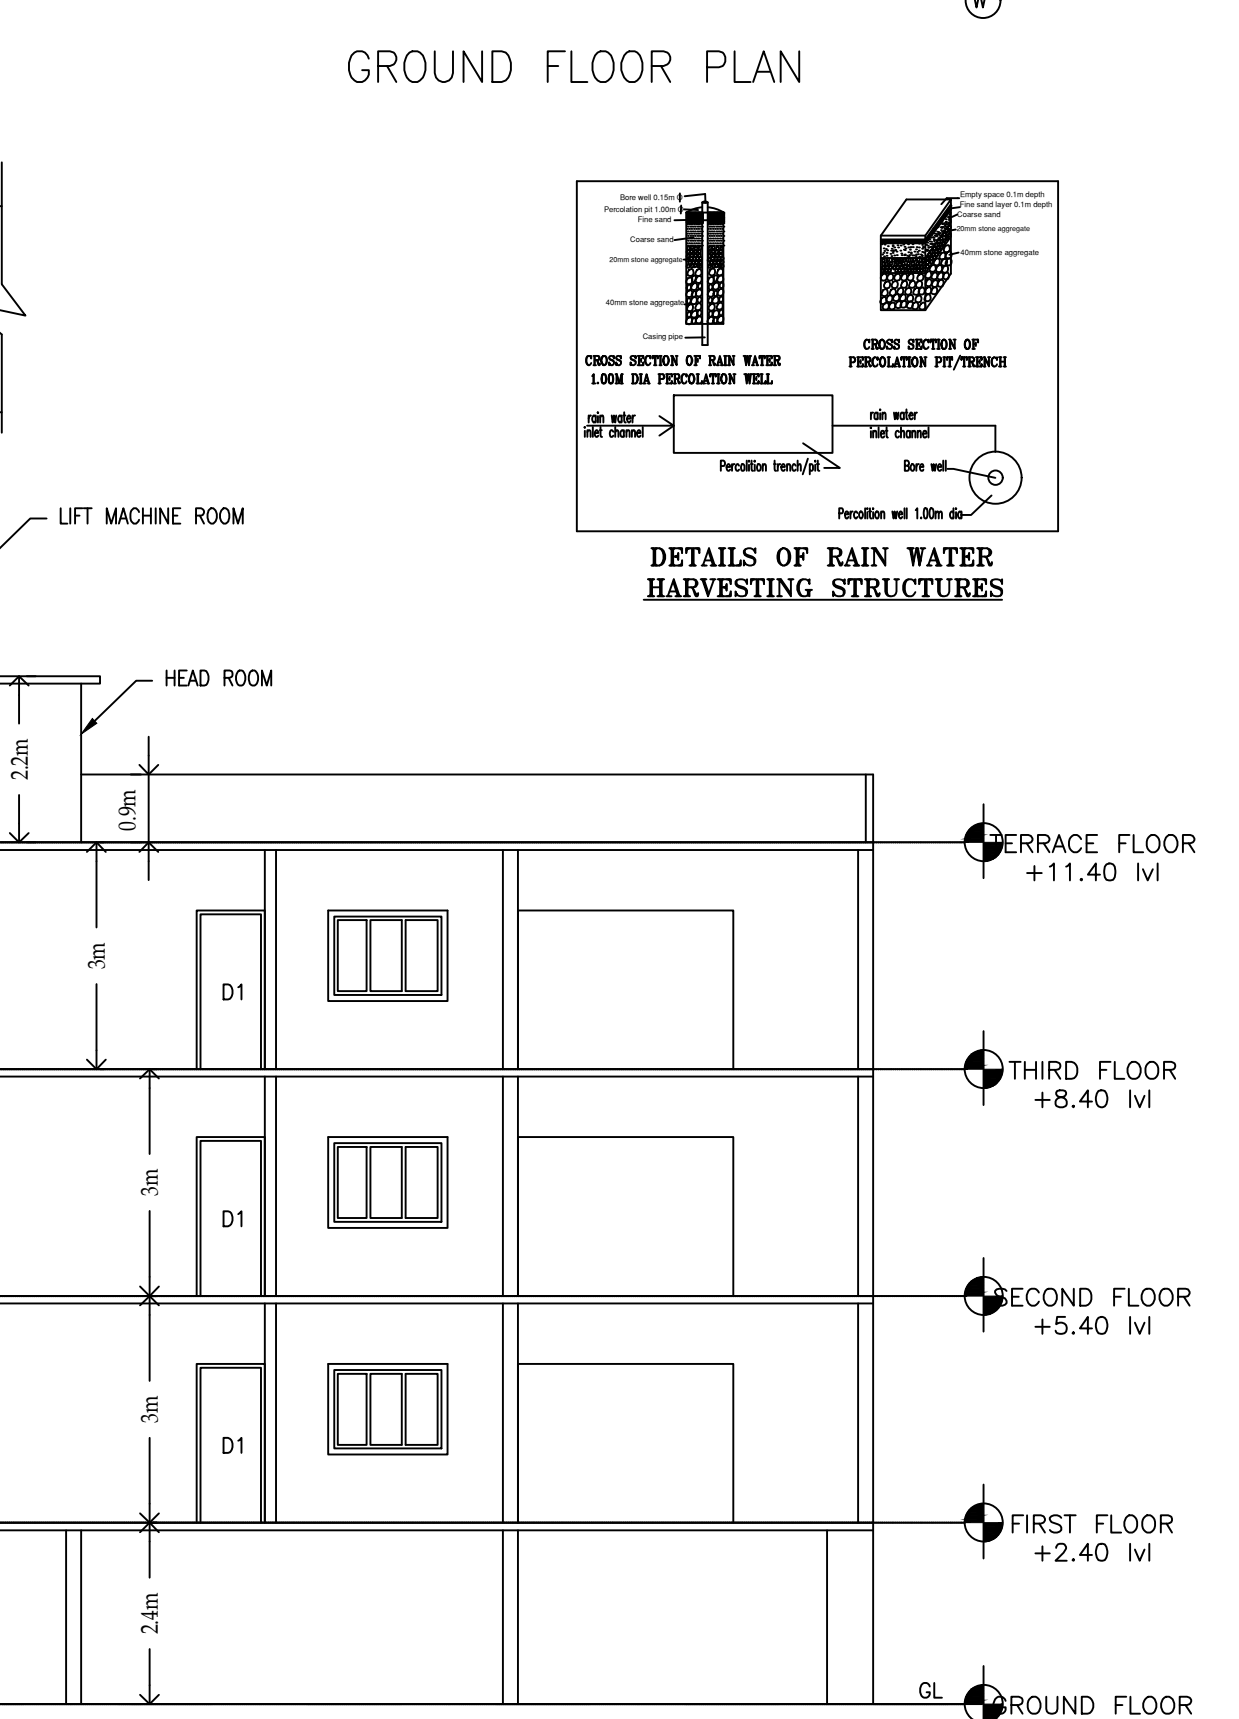 W
GROUND FLOOR PLAN
Bore well 0.15m ϕ
Percolation pit 1.00m ϕ
Fine sand
Coarse sand
20mm stone aggregate
40mm stone aggregate
Casing pipe
CROSS SECTION OF RAIN WATER
1.00M DIA PERCOLATION WELL
Empty space 0.1m depth
Fine sand layer 0.1m depth
Coarse sand
20mm stone aggregate
40mm stone aggregate
CROSS SECTION OF
PERCOLATION PIT/TRENCH
rain water
inlet channel
rain water
inlet channel
Percolition trench/pit
Bore well
Percolition well 1.00m dia
DETAILS OF RAIN WATER
HARVESTING STRUCTURES
LIFT MACHINE ROOM
HEAD ROOM
2.2m
0.9m
TERRACE FLOOR
+11.40 lvl
3m
D1
THIRD FLOOR
+8.40 lvl
3m
D1
SECOND FLOOR
+5.40 lvl
3m
D1
FIRST FLOOR
+2.40 lvl
2.4m
GL
GROUND FLOOR